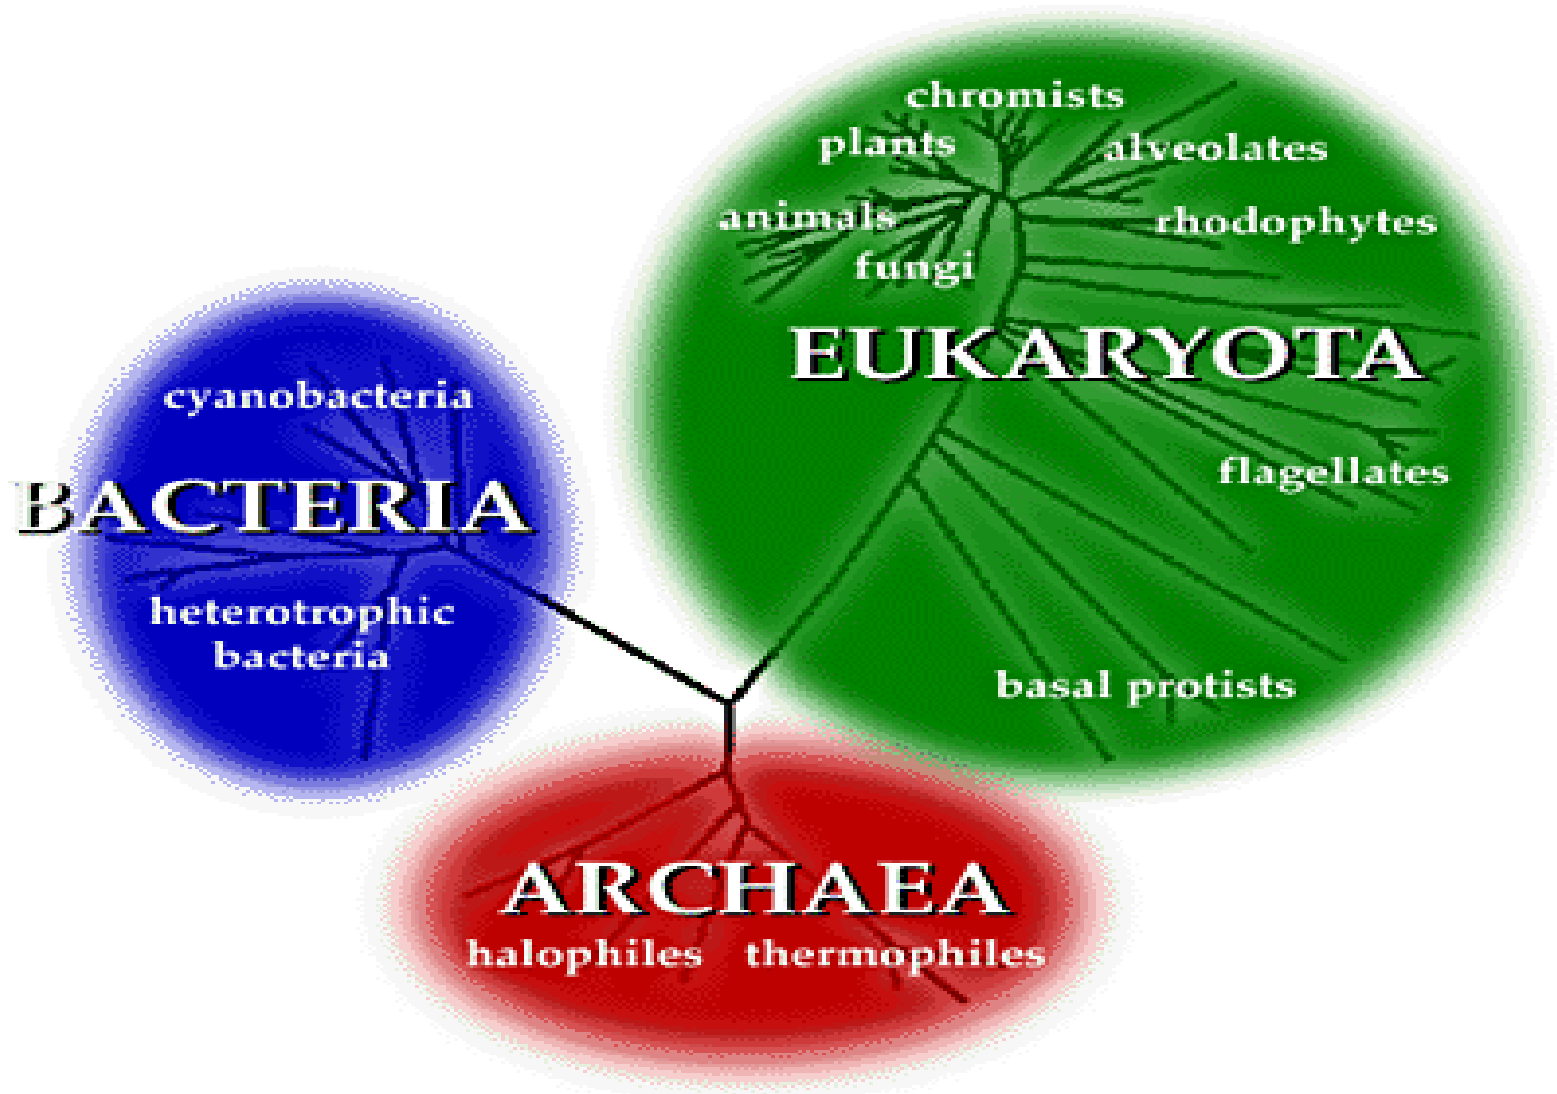 chromists
plants
alveolates
animals
rhodophytes
fungi
EUKARYOTA
flagellates
basal protists
cyanobacteria
BACTERIA
heterotrophic
bacteria
ARCHAEA
halophiles thermophiles